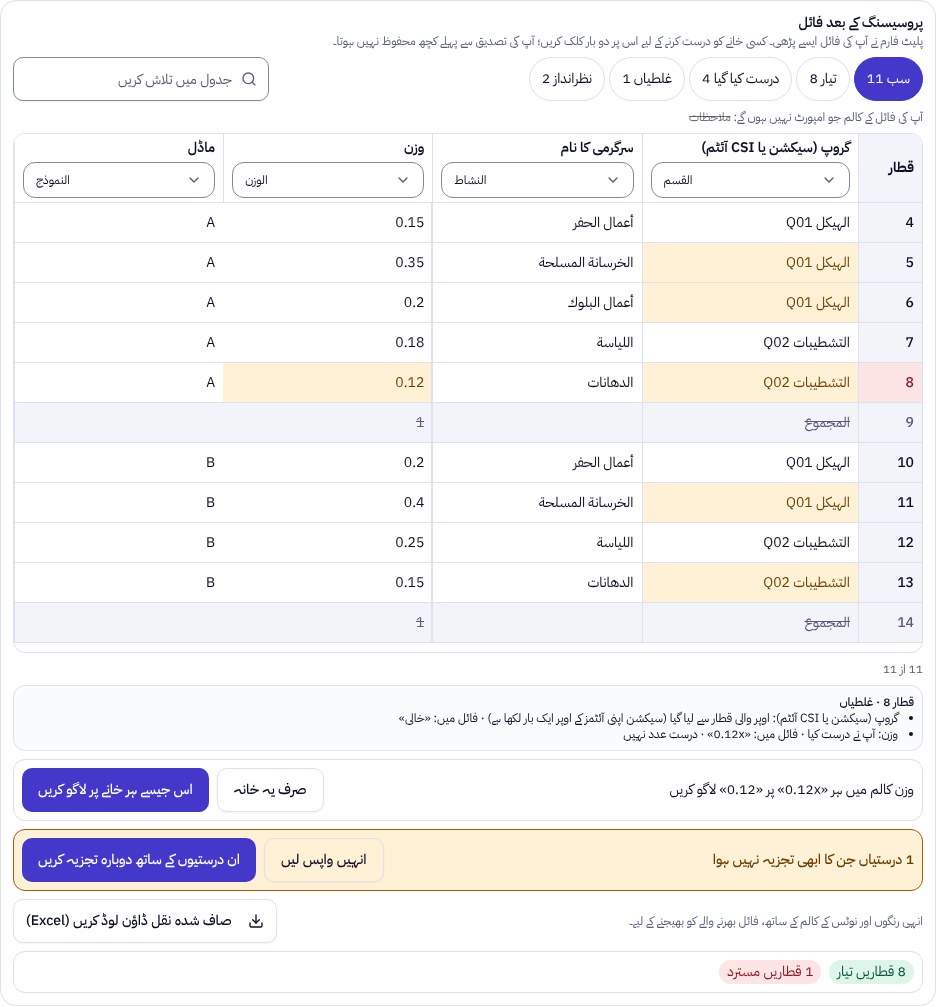 پروسیسنگ کے بعد فائل
پلیٹ فارم نے آپ کی فائل ایسے پڑھی۔ کسی خانے کو درست کرنے کے لیے اس پر دو بار کلک کریں؛ آپ کی تصدیق سے پہلے کچھ محفوظ نہیں ہوتا۔
سب 11 تیار 8 درست کیا گیا 4 غلطیاں 1 نظرانداز 2 جدول میں تلاش کریں
آپ کی فائل کے کالم جو امپورٹ نہیں ہوں گے: ملاحظات
قطار گروپ (سیکشن یا CSI آئٹم) سرگرمی کا نام وزن ماڈل
القسم النشاط الوزن النموذج
4 الهيكل Q01 أعمال الحفر 0.15 A
5 الهيكل Q01 الخرسانة المسلحة 0.35 A
6 الهيكل Q01 أعمال البلوك 0.2 A
7 التشطيبات Q02 اللياسة 0.18 A
8 التشطيبات Q02 الدهانات 0.12 A
9 المجموع 1
10 الهيكل Q01 أعمال الحفر 0.2 B
11 الهيكل Q01 الخرسانة المسلحة 0.4 B
12 التشطيبات Q02 اللياسة 0.25 B
13 التشطيبات Q02 الدهانات 0.15 B
14 المجموع 1
11 از 11
قطار 8 · غلطیاں
• گروپ (سیکشن یا CSI آئٹم): اوپر والی قطار سے لیا گیا (سیکشن اپنی آئٹمز کے اوپر ایک بار لکھا ہے) · فائل میں: «خالی»
• وزن: آپ نے درست کیا · فائل میں: «0.12x» · درست عدد نہیں
وزن کالم میں ہر «0.12x» پر «0.12» لاگو کریں صرف یہ خانہ اس جیسے ہر خانے پر لاگو کریں
1 درستیاں جن کا ابھی تجزیہ نہیں ہوا انہیں واپس لیں ان درستیوں کے ساتھ دوبارہ تجزیہ کریں
انہی رنگوں اور نوٹس کے کالم کے ساتھ، فائل بھرنے والے کو بھیجنے کے لیے۔ صاف شدہ نقل ڈاؤن لوڈ کریں (Excel)
8 قطاریں تیار 1 قطاریں مسترد